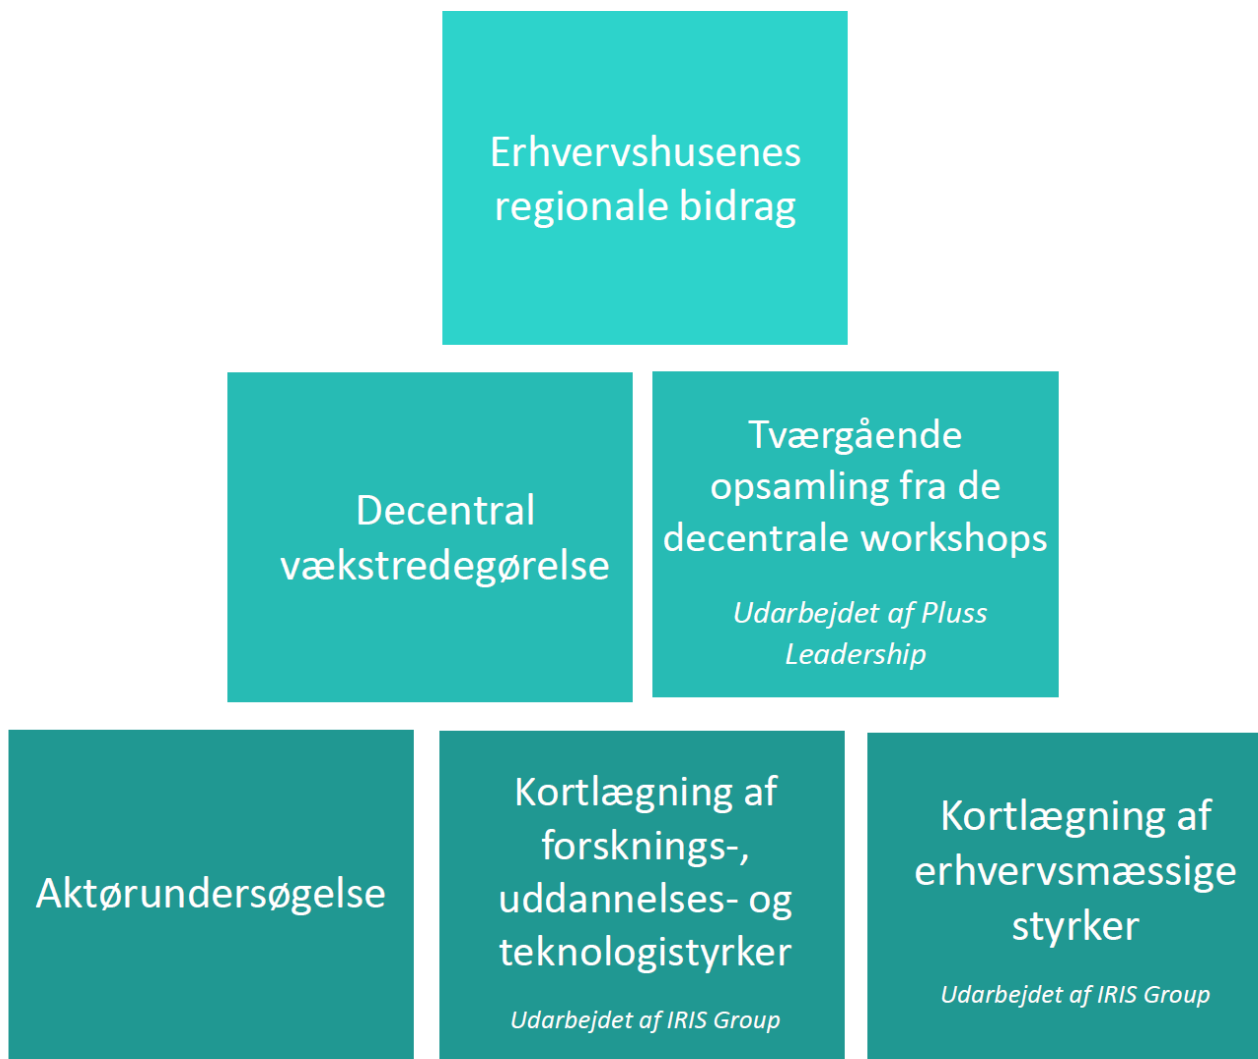 Erhvervshusenes
regionale bidrag
Decentral
vækstredegørelse
Tværgående
opsamling fra de
decentrale workshops
Udarbejdet af Pluss
Leadership
Aktørundersøgelse
Kortlægning af
forsknings-,
uddannelses- og
teknologistyrker
Udarbejdet af IRIS Group
Kortlægning af
erhvervsmæssige
styrker
Udarbejdet af IRIS Group